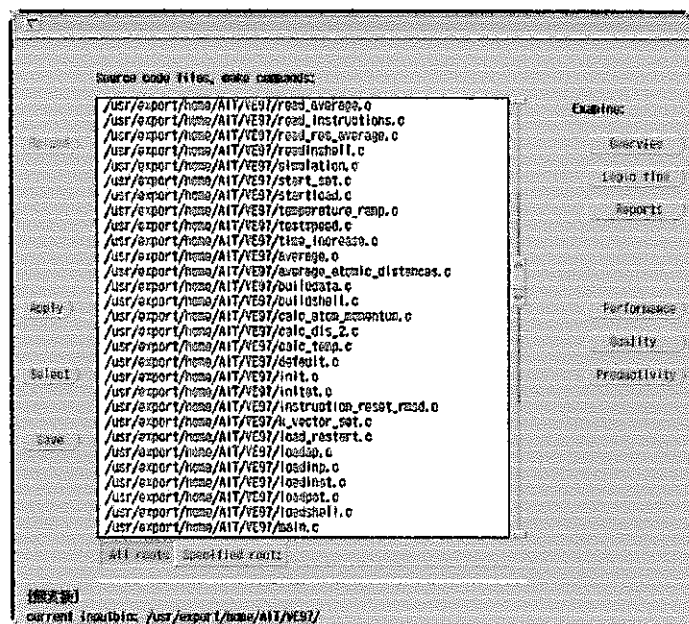 Source code files, make commands:
/usr/export/home/AIT/VE97/read_average.c
/usr/export/home/AIT/VE97/read_instructions.c
/usr/export/home/AIT/VE97/read_res_average.c
/usr/export/home/AIT/VE97/readinshell.c
/usr/export/home/AIT/VE97/simulation.c
/usr/export/home/AIT/VE97/start_set.c
/usr/export/home/AIT/VE97/startload.c
/usr/export/home/AIT/VE97/temperature_ramp.c
/usr/export/home/AIT/VE97/testspeed.c
/usr/export/home/AIT/VE97/time_increase.c
/usr/export/home/AIT/VE97/average.c
/usr/export/home/AIT/VE97/average_atomic_distances.c
/usr/export/home/AIT/VE97/buildata.c
/usr/export/home/AIT/VE97/buildshell.c
/usr/export/home/AIT/VE97/calc_atom_momentum.c
/usr/export/home/AIT/VE97/calc_dis_2.c
/usr/export/home/AIT/VE97/calc_temp.c
/usr/export/home/AIT/VE97/default.c
/usr/export/home/AIT/VE97/init.c
/usr/export/home/AIT/VE97/initst.c
/usr/export/home/AIT/VE97/instruction_reset_read.c
/usr/export/home/AIT/VE97/k_vector_set.c
/usr/export/home/AIT/VE97/load_restart.c
/usr/export/home/AIT/VE97/loadap.c
/usr/export/home/AIT/VE97/loadinp.c
/usr/export/home/AIT/VE97/loadinst.c
/usr/export/home/AIT/VE97/loadpot.c
/usr/export/home/AIT/VE97/loadshell.c
/usr/export/home/AIT/VE97/main.c
Apply
Select
Save
All roots Specified root:
Examine:
Overview
Login time
Reports
Performance
Quality
Productivity
current inputbin: /usr/export/home/AIT/VE97/